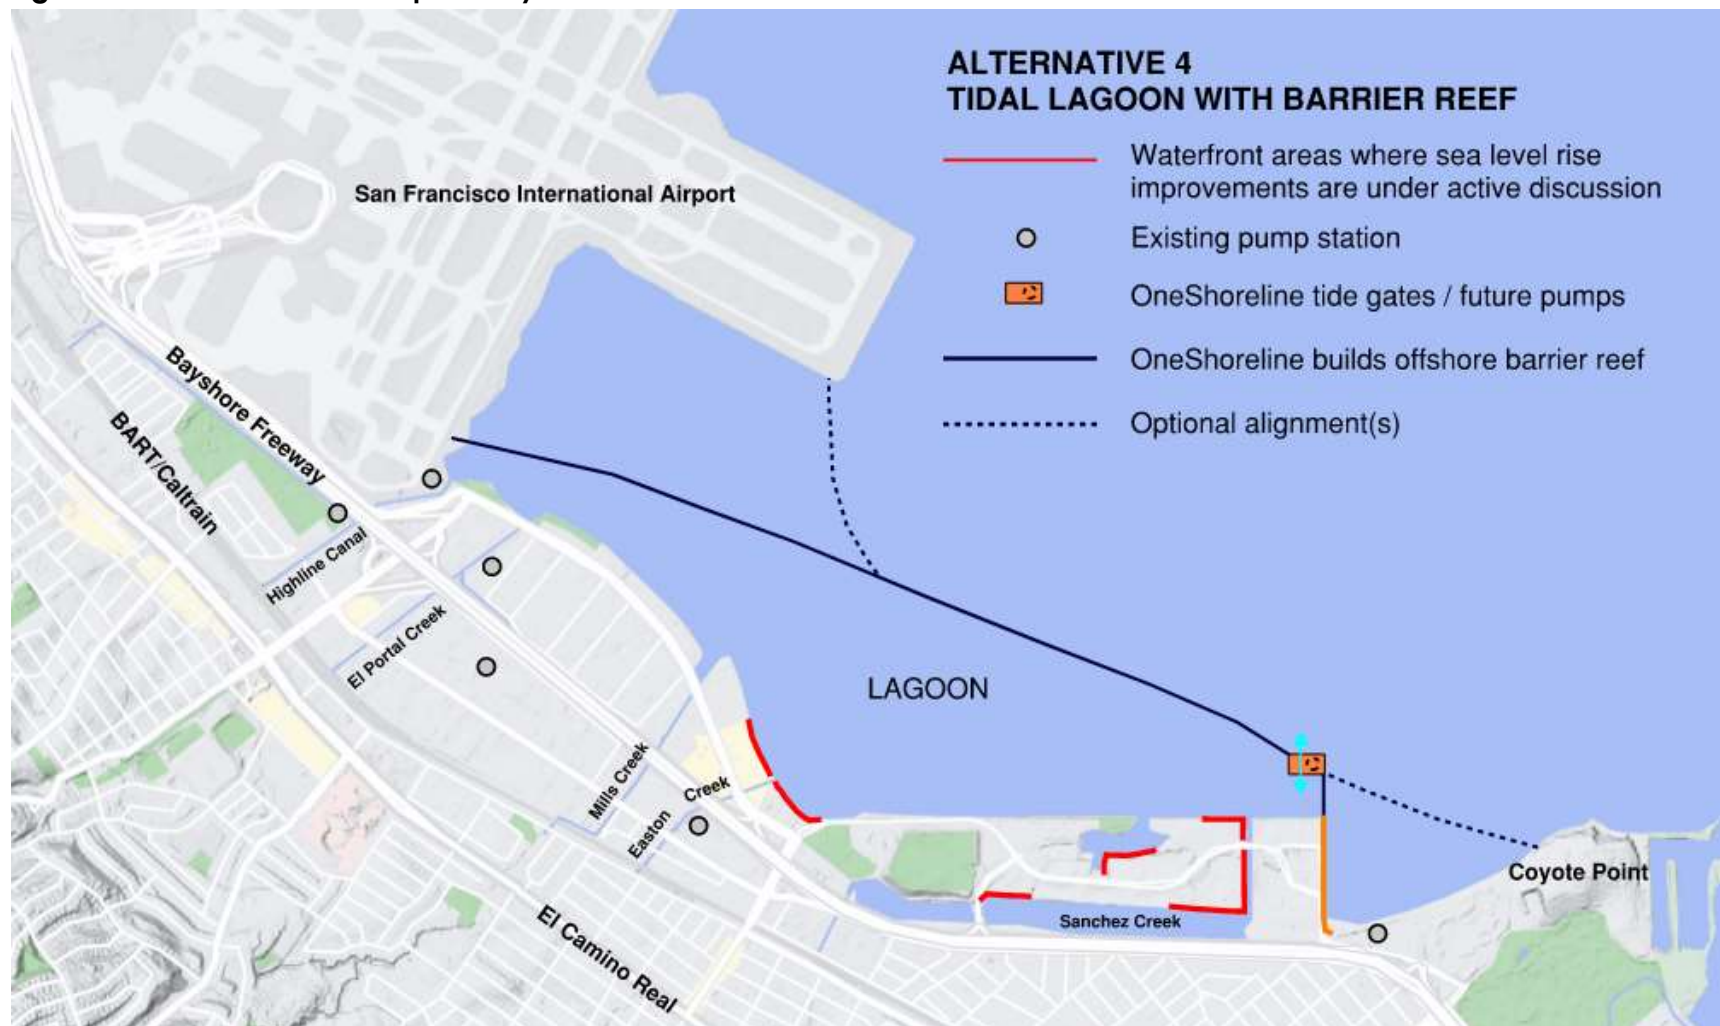 ALTERNATIVE 4
TIDAL LAGOON WITH BARRIER REEF
Waterfront areas where sea level rise
improvements are under active discussion
Existing pump station
OneShoreline tide gates / future pumps
OneShoreline builds offshore barrier reef
Optional alignment(s)
San Francisco International Airport
Bayshore Freeway
BART/Caltrain
Highline Canal
El Portal Creek
LAGOON
Mills Creek
Easton Creek
Coyote Point
Sanchez Creek
El Camino Real